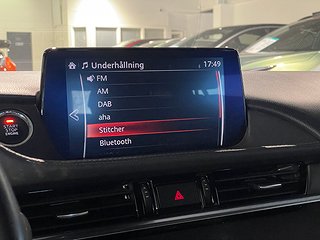 Underhållning 17:49
FM
AM
DAB
aha
Stitcher
Bluetooth
START
STOP
ENGINE